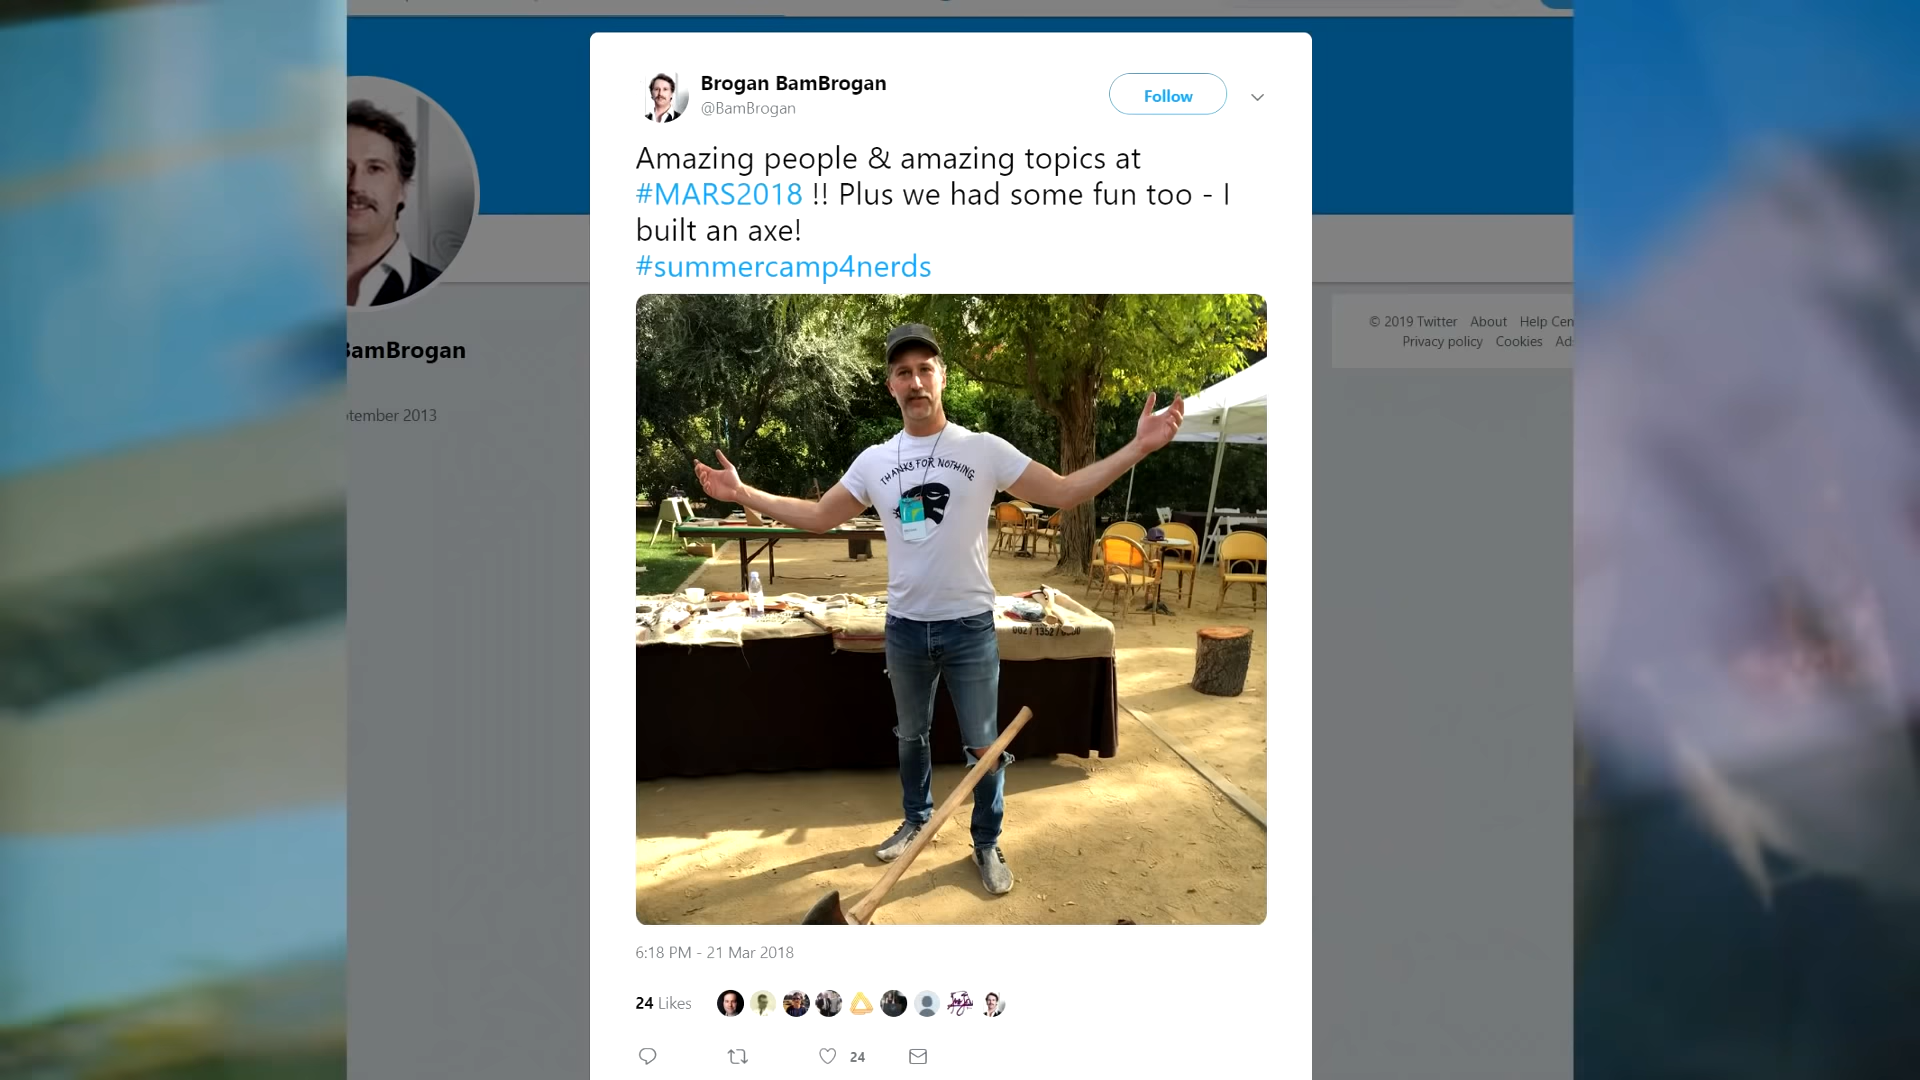 Brogan BamBrogan
@BamBrogan
Follow
Amazing people & amazing topics at
#MARS2018 !! Plus we had some fun too - I
built an axe!
#summercamp4nerds
THANKS FOR NOTHING
002 / 1352 /
6:18 PM - 21 Mar 2018
24 Likes
24
BamBrogan
tember 2013
© 2019 Twitter About Help Cen
Privacy policy Cookies Ad